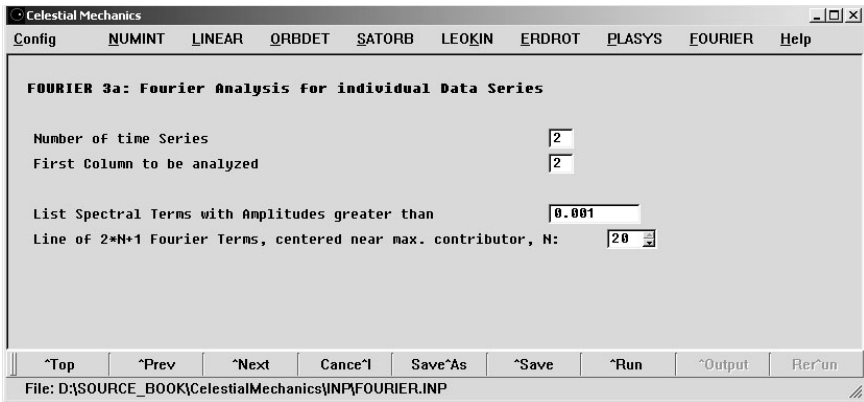 Celestial Mechanics
Config NUMINT LINEAR ORBDET SATORB LEOKIN ERDROT PLASYS FOURIER Help
FOURIER 3a: Fourier Analysis for individual Data Series
Number of time Series 2
First Column to be analyzed 2
List Spectral Terms with Amplitudes greater than 0.001
Line of 2*N+1 Fourier Terms, centered near max. contributor, N: 20
^Top ^Prev ^Next Cance^l Save^As ^Save ^Run ^Output Rer^un
File: D:\SOURCE_BOOK\CelestialMechanics\INP\FOURIER.INP